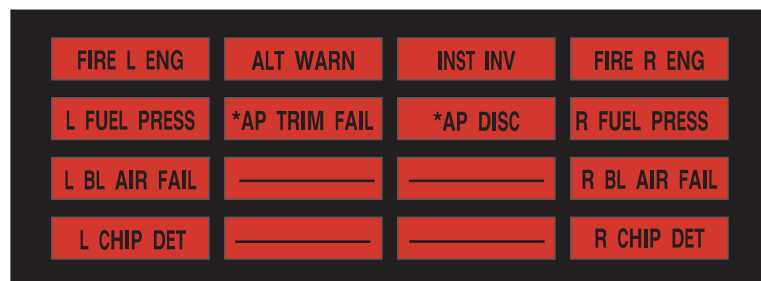 FIRE L ENG ALT WARN INST INV FIRE R ENG
L FUEL PRESS *AP TRIM FAIL *AP DISC R FUEL PRESS
L BL AIR FAIL R BL AIR FAIL
L CHIP DET R CHIP DET